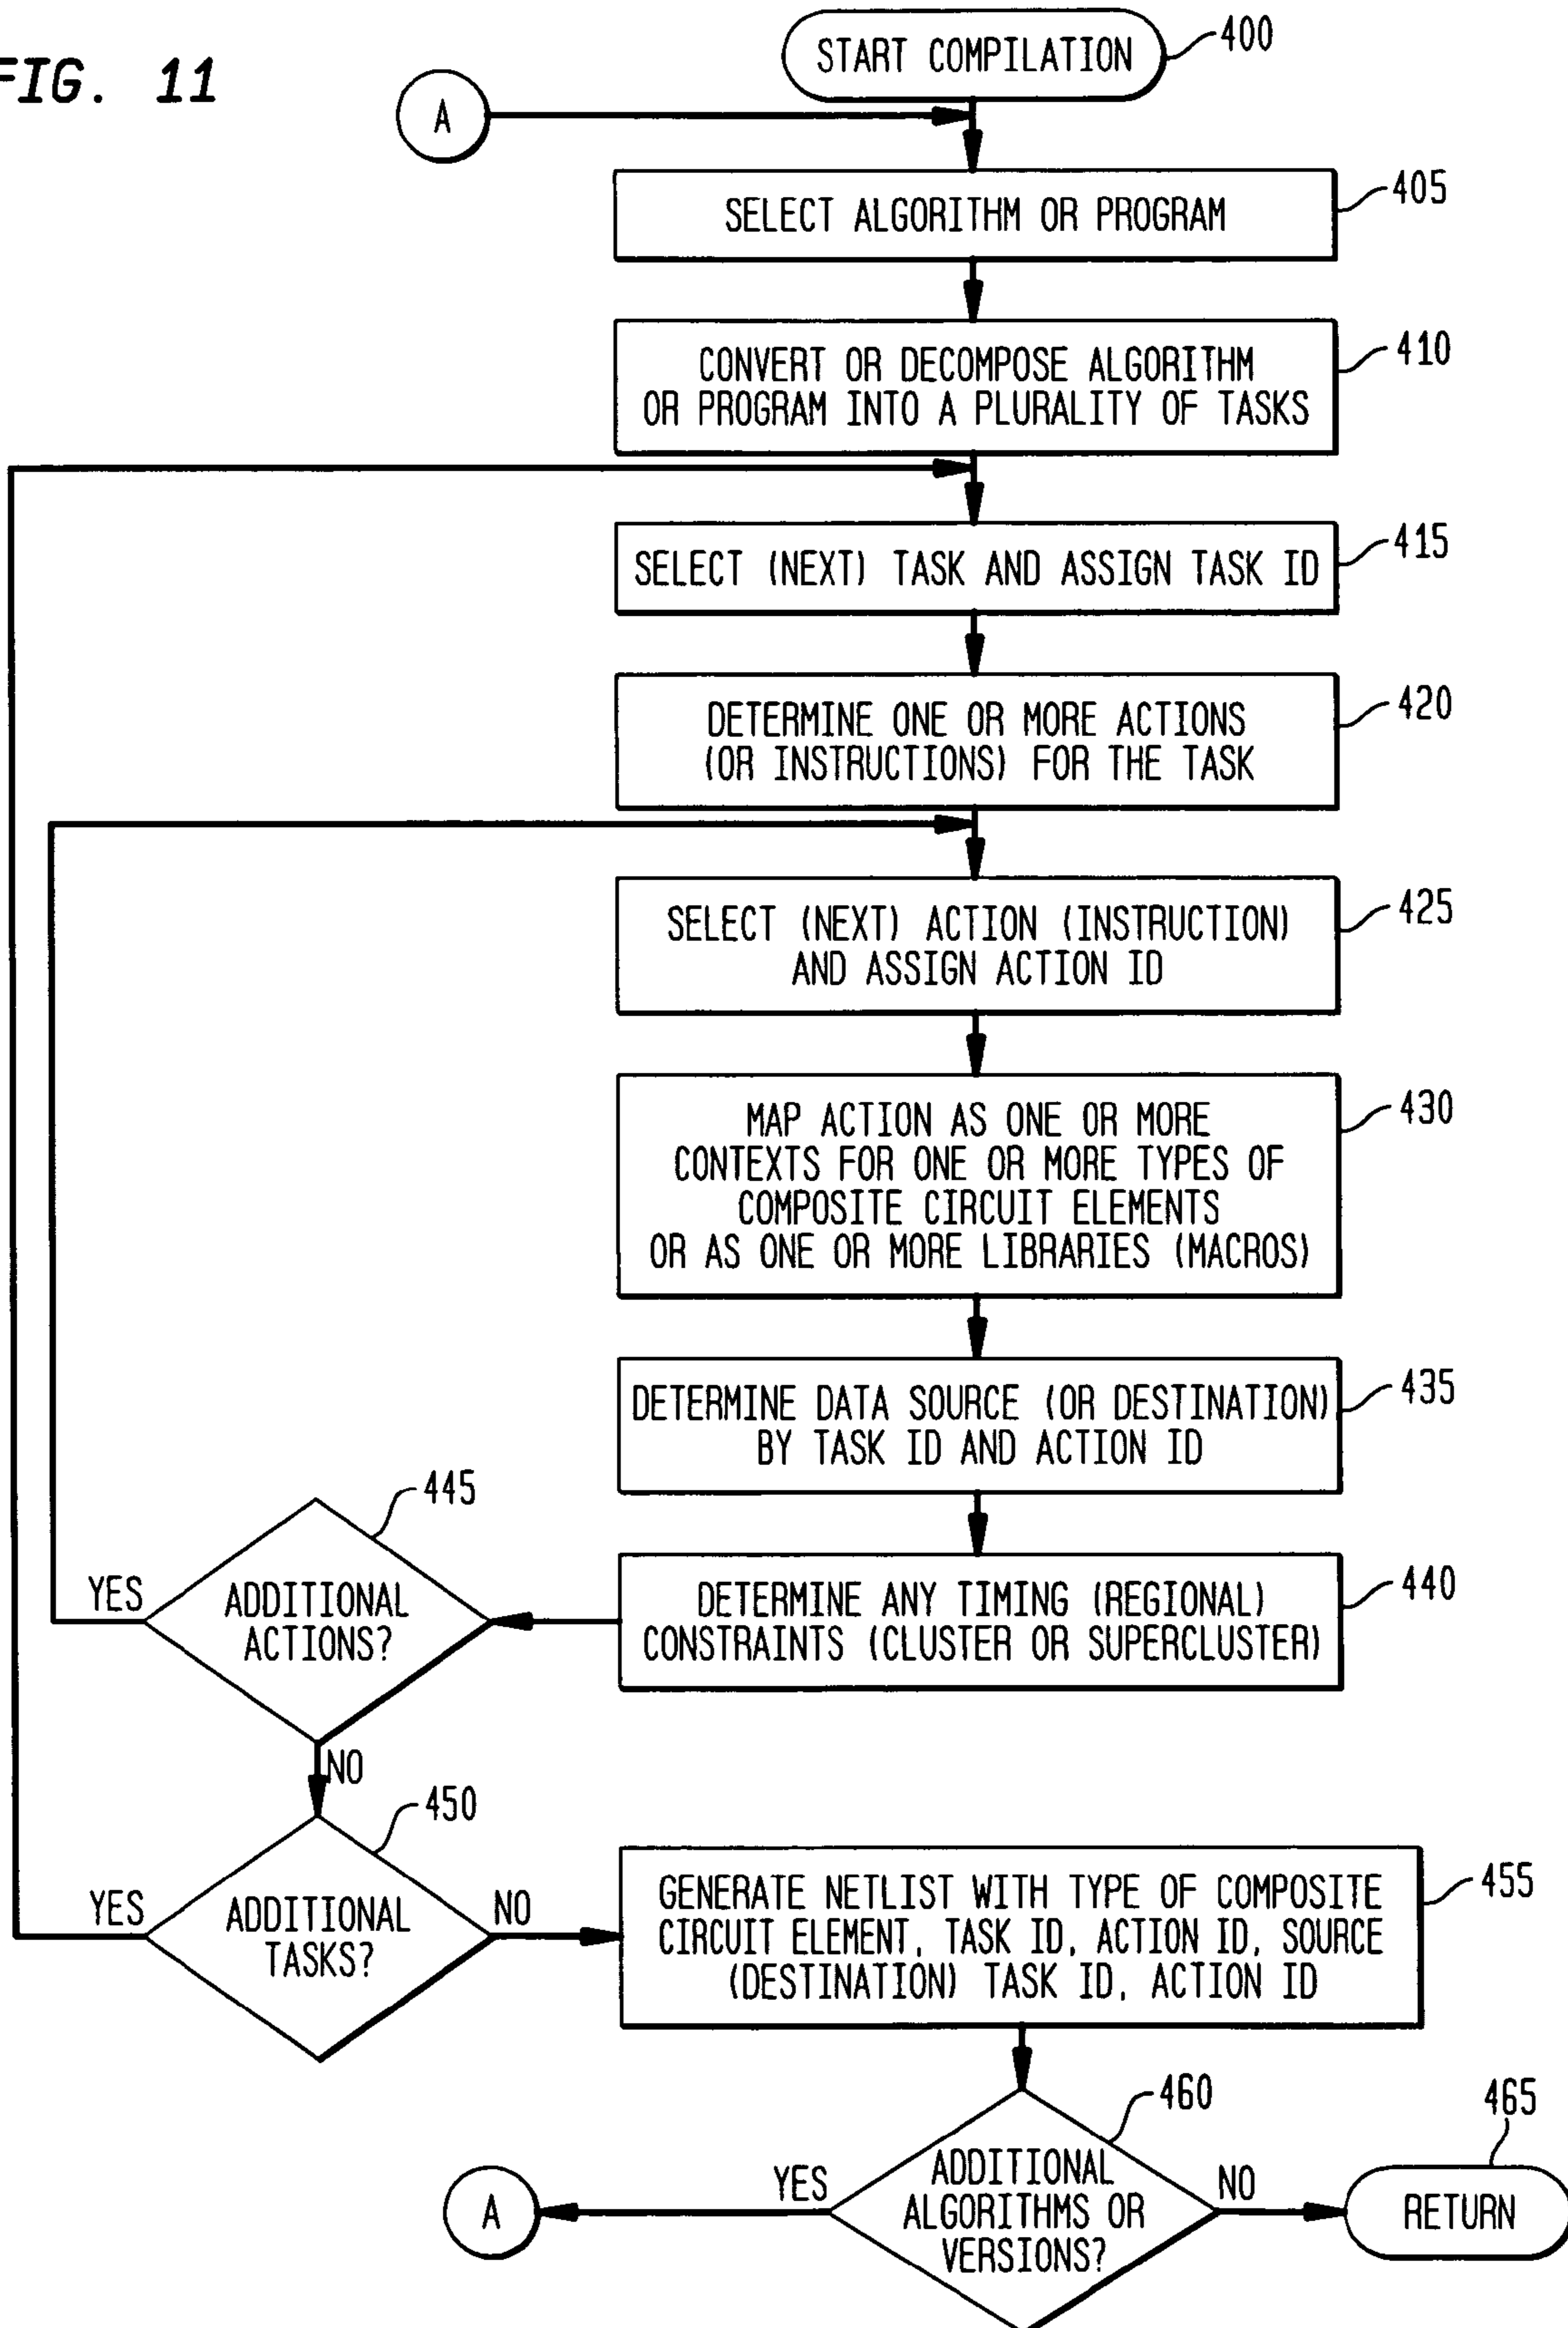 FIG. 11
START COMPILATION
400
A
SELECT ALGORITHM OR PROGRAM
405
CONVERT OR DECOMPOSE ALGORITHM
OR PROGRAM INTO A PLURALITY OF TASKS
410
SELECT (NEXT) TASK AND ASSIGN TASK ID
415
DETERMINE ONE OR MORE ACTIONS
(OR INSTRUCTIONS) FOR THE TASK
420
SELECT (NEXT) ACTION (INSTRUCTION)
AND ASSIGN ACTION ID
425
MAP ACTION AS ONE OR MORE
CONTEXTS FOR ONE OR MORE TYPES OF
COMPOSITE CIRCUIT ELEMENTS
OR AS ONE OR MORE LIBRARIES (MACROS)
430
DETERMINE DATA SOURCE (OR DESTINATION)
BY TASK ID AND ACTION ID
435
DETERMINE ANY TIMING (REGIONAL)
CONSTRAINTS (CLUSTER OR SUPERCLUSTER)
440
445
YES
ADDITIONAL
ACTIONS?
NO
450
YES
ADDITIONAL
TASKS?
NO
GENERATE NETLIST WITH TYPE OF COMPOSITE
CIRCUIT ELEMENT, TASK ID, ACTION ID, SOURCE
(DESTINATION) TASK ID, ACTION ID
455
460
ADDITIONAL
ALGORITHMS OR
VERSIONS?
YES
A
NO
465
RETURN